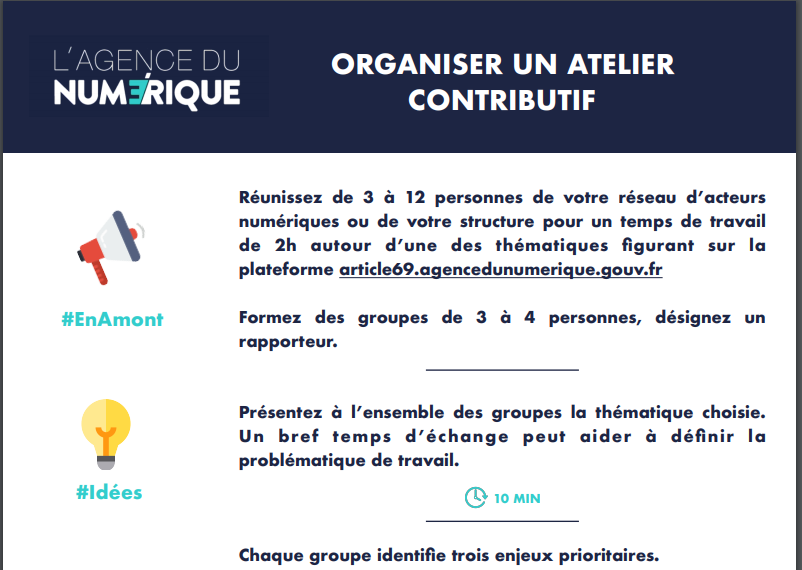 L'AGENCE DU
NUMÉRIQUE
ORGANISER UN ATELIER
CONTRIBUTIF
Réunissez de 3 à 12 personnes de votre réseau d'acteurs
numériques ou de votre structure pour un temps de travail
de 2h autour d'une des thématiques figurant sur la
plateforme article69.agencedunumerique.gouv.fr
#EnAmont
Formez des groupes de 3 à 4 personnes, désignez un
rapporteur.
Présentez à l'ensemble des groupes la thématique choisie.
Un bref temps d'échange peut aider à définir la
problématique de travail.
#Idées
10 MIN
Chaque groupe identifie trois enjeux prioritaires.